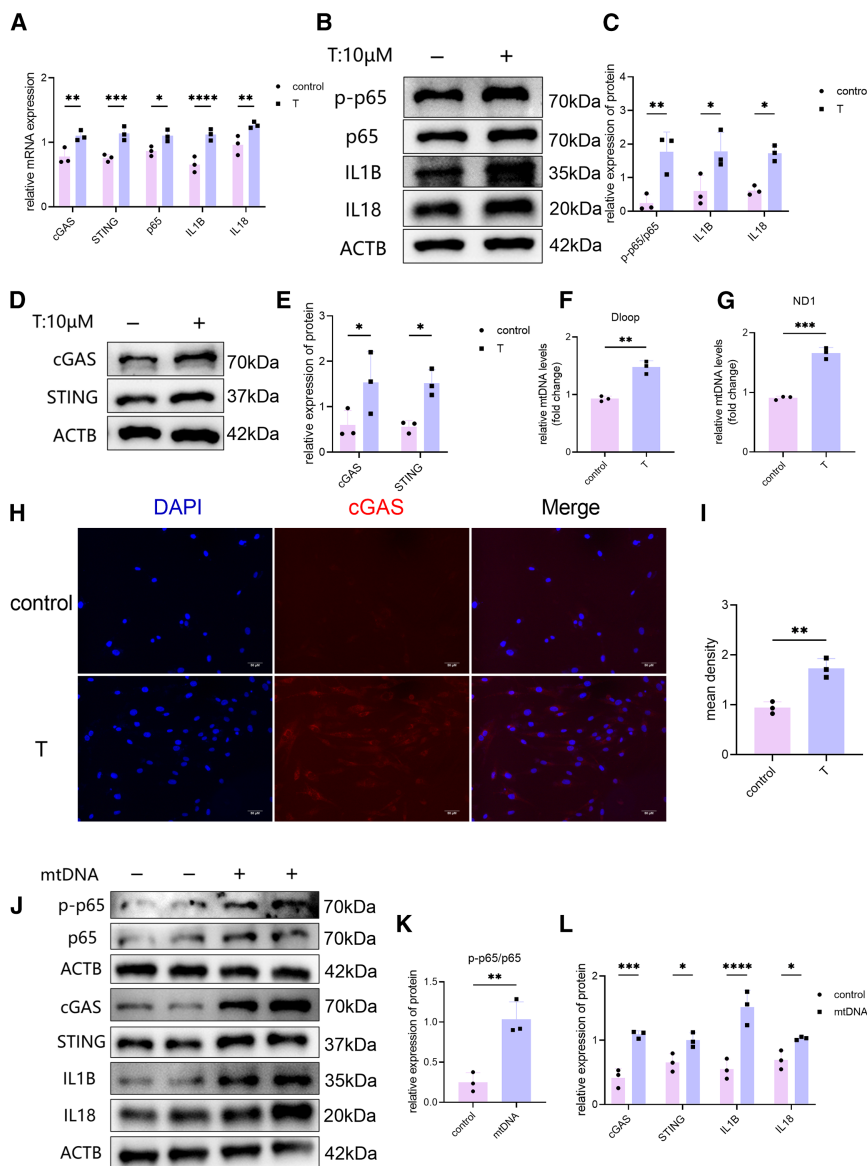 A
relative mRNA expression
2
1
0
** *** * **** **
control
T
cGAS
STING
p65
IL1B
IL18
B
T:10μM − +
p-p65 70kDa
p65 70kDa
IL1B 35kDa
IL18 20kDa
ACTB 42kDa
C
relative expression of protein
4
3
2
1
0
** * *
control
T
p-p65/p65
IL1B
IL18
D
T:10μM − +
cGAS 70kDa
STING 37kDa
ACTB 42kDa
E
relative expression of protein
3
2
1
0
* *
control
T
cGAS
STING
F
Dloop
relative mtDNA levels
(fold change)
2
1
0
**
control
T
G
ND1
relative mtDNA levels
(fold change)
2
1
0
***
control
T
H
DAPI cGAS Merge
control
T
I
mean density
3
2
1
0
**
control
T
J
mtDNA − − + +
p-p65 70kDa
p65 70kDa
ACTB 42kDa
cGAS 70kDa
STING 37kDa
IL1B 35kDa
IL18 20kDa
ACTB 42kDa
K
p-p65/p65
relative expression of protein
1.5
1.0
0.5
0.0
**
control
mtDNA
L
relative expression of protein
2
1
0
*** * **** *
control
mtDNA
cGAS
STING
IL1B
IL18